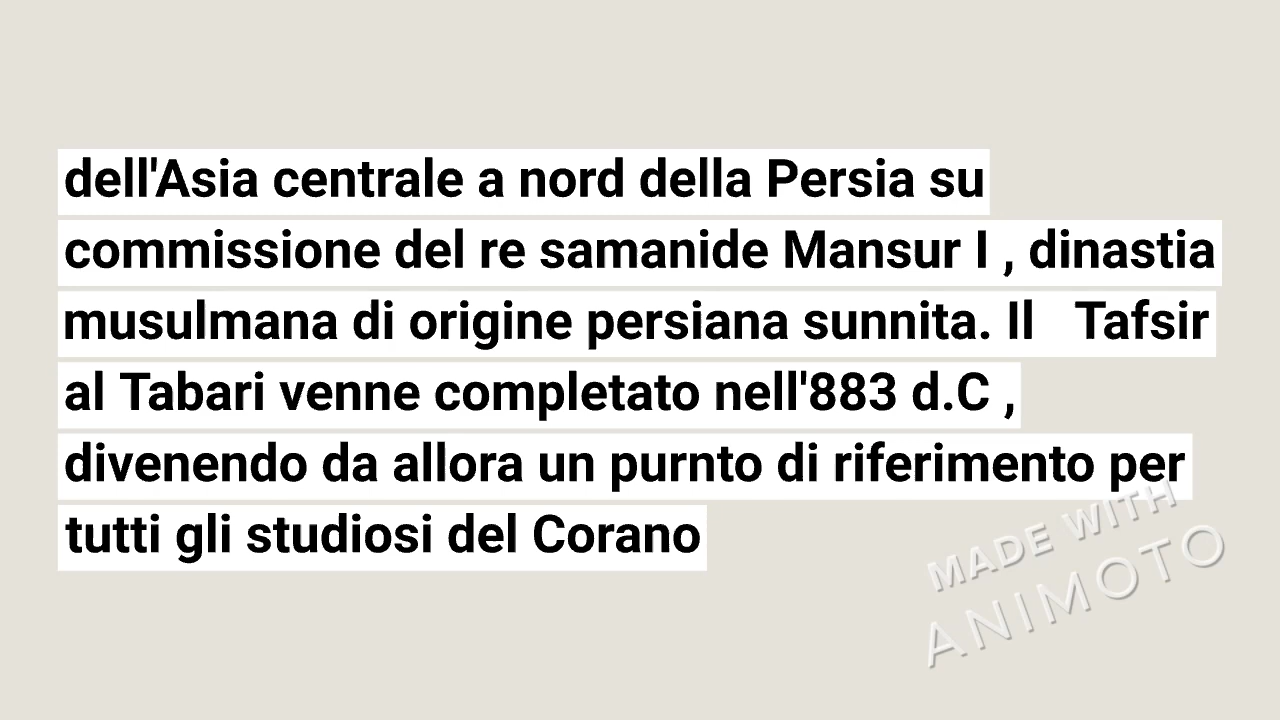 dell'Asia centrale a nord della Persia su
commissione del re samanide Mansur I , dinastia
musulmana di origine persiana sunnita. Il   Tafsir
al Tabari venne completato nell'883 d.C ,
divenendo da allora un purnto di riferimento per
tutti gli studiosi del Corano
MADE WITH
ANIMOTO